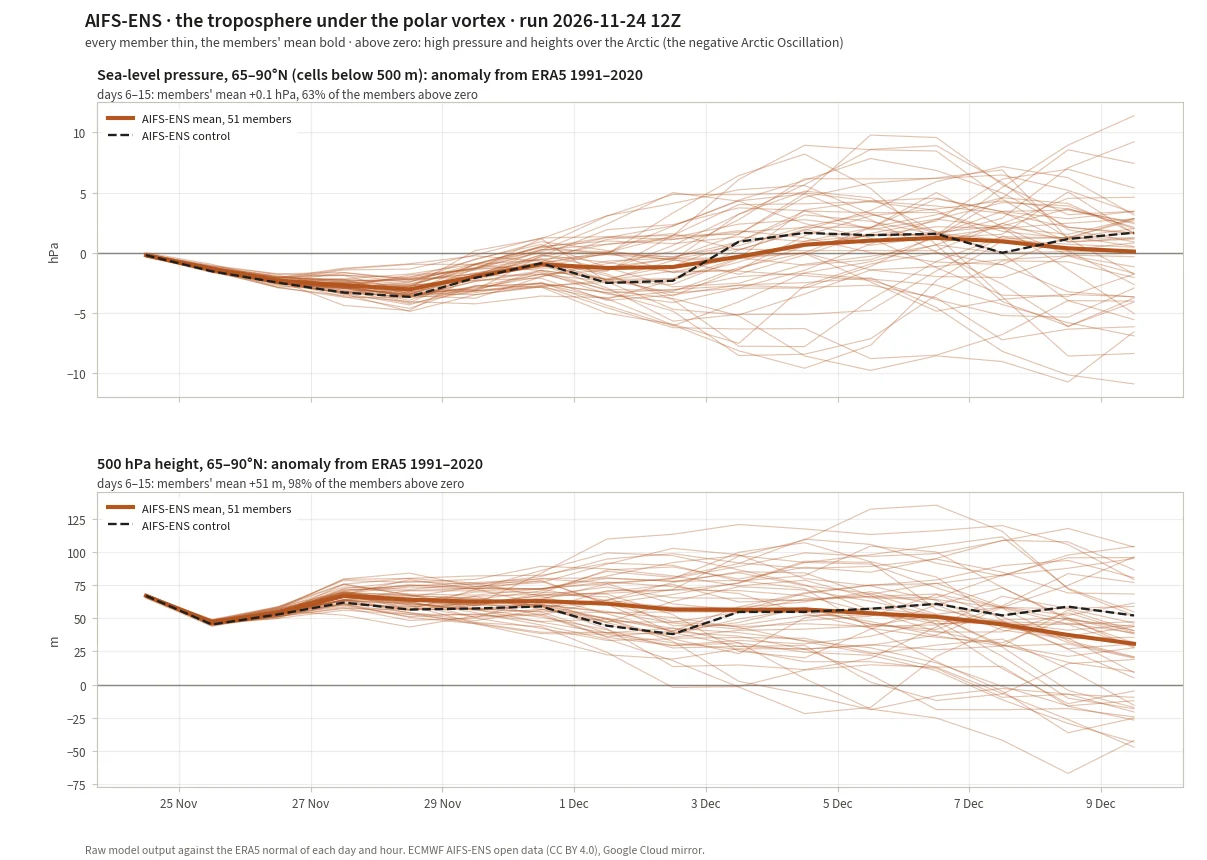 AIFS-ENS · the troposphere under the polar vortex · run 2026-11-24 12Z
every member thin, the members' mean bold · above zero: high pressure and heights over the Arctic (the negative Arctic Oscillation)
Sea-level pressure, 65–90°N (cells below 500 m): anomaly from ERA5 1991–2020
days 6–15: members' mean +0.1 hPa, 63% of the members above zero
AIFS-ENS mean, 51 members
AIFS-ENS control
10
5
0
−5
−10
hPa
500 hPa height, 65–90°N: anomaly from ERA5 1991–2020
days 6–15: members' mean +51 m, 98% of the members above zero
AIFS-ENS mean, 51 members
AIFS-ENS control
125
100
75
50
25
0
−25
−50
−75
m
25 Nov 27 Nov 29 Nov 1 Dec 3 Dec 5 Dec 7 Dec 9 Dec
Raw model output against the ERA5 normal of each day and hour. ECMWF AIFS-ENS open data (CC BY 4.0), Google Cloud mirror.